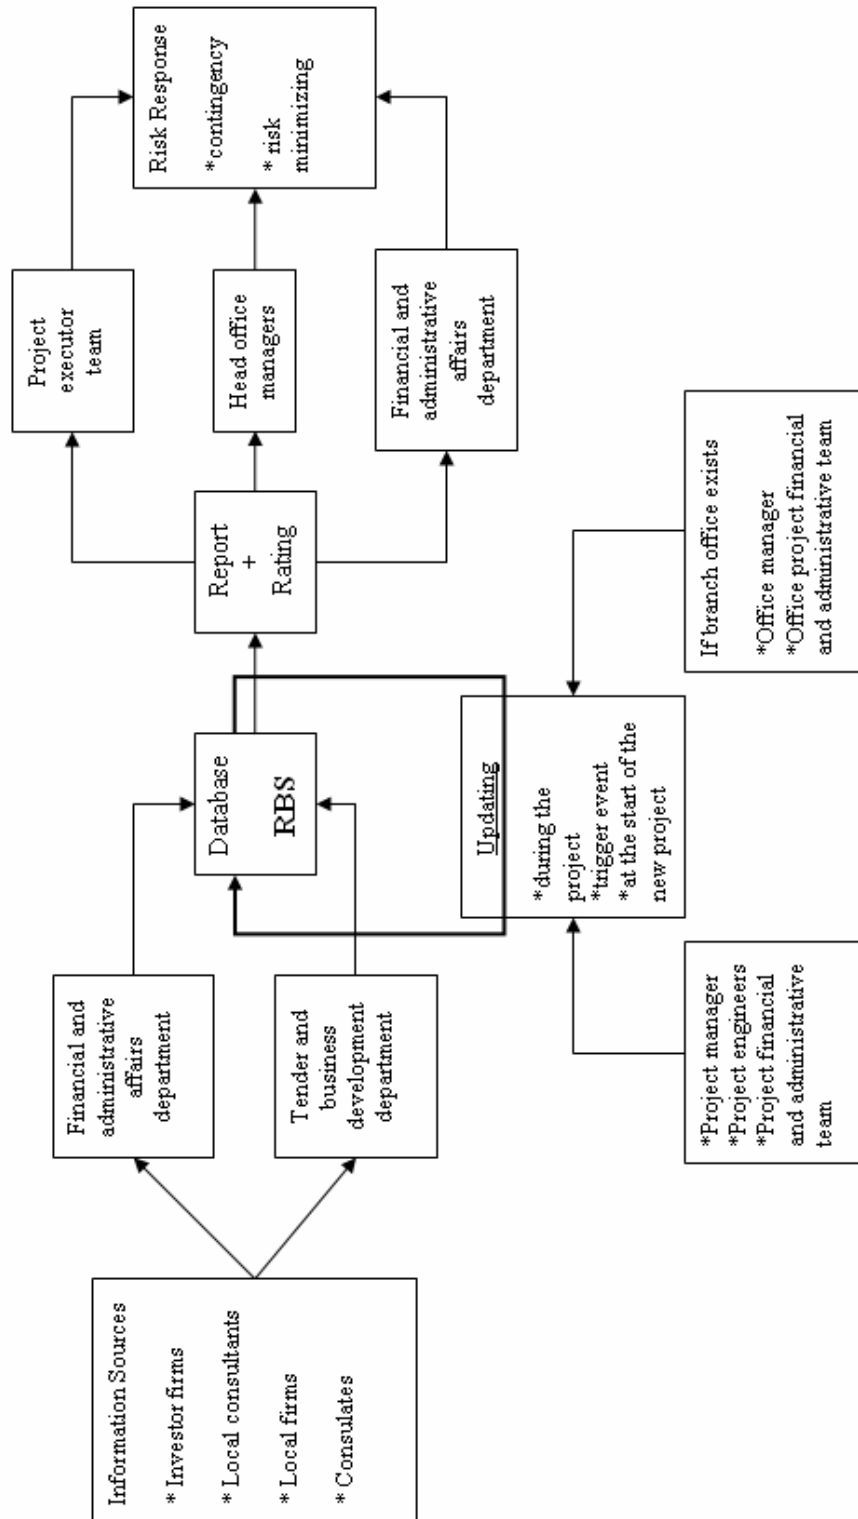 Information Sources
* Investor firms
* Local consultants
* Local firms
* Consulates
Financial and
administrative
affairs
department
Tender and
business
development
department
Database
RBS
Report
+
Rating
Project
executor
team
Head office
managers
Financial and
administrative
affairs
department
Risk Response
*contingency
* risk
minimizing
Updating
*during the
project
*trigger event
*at the start of the
new project
*Project manager
*Project engineers
*Project financial
and administrative
team
If branch office exists
*Office manager
*Office project financial
and administrative team